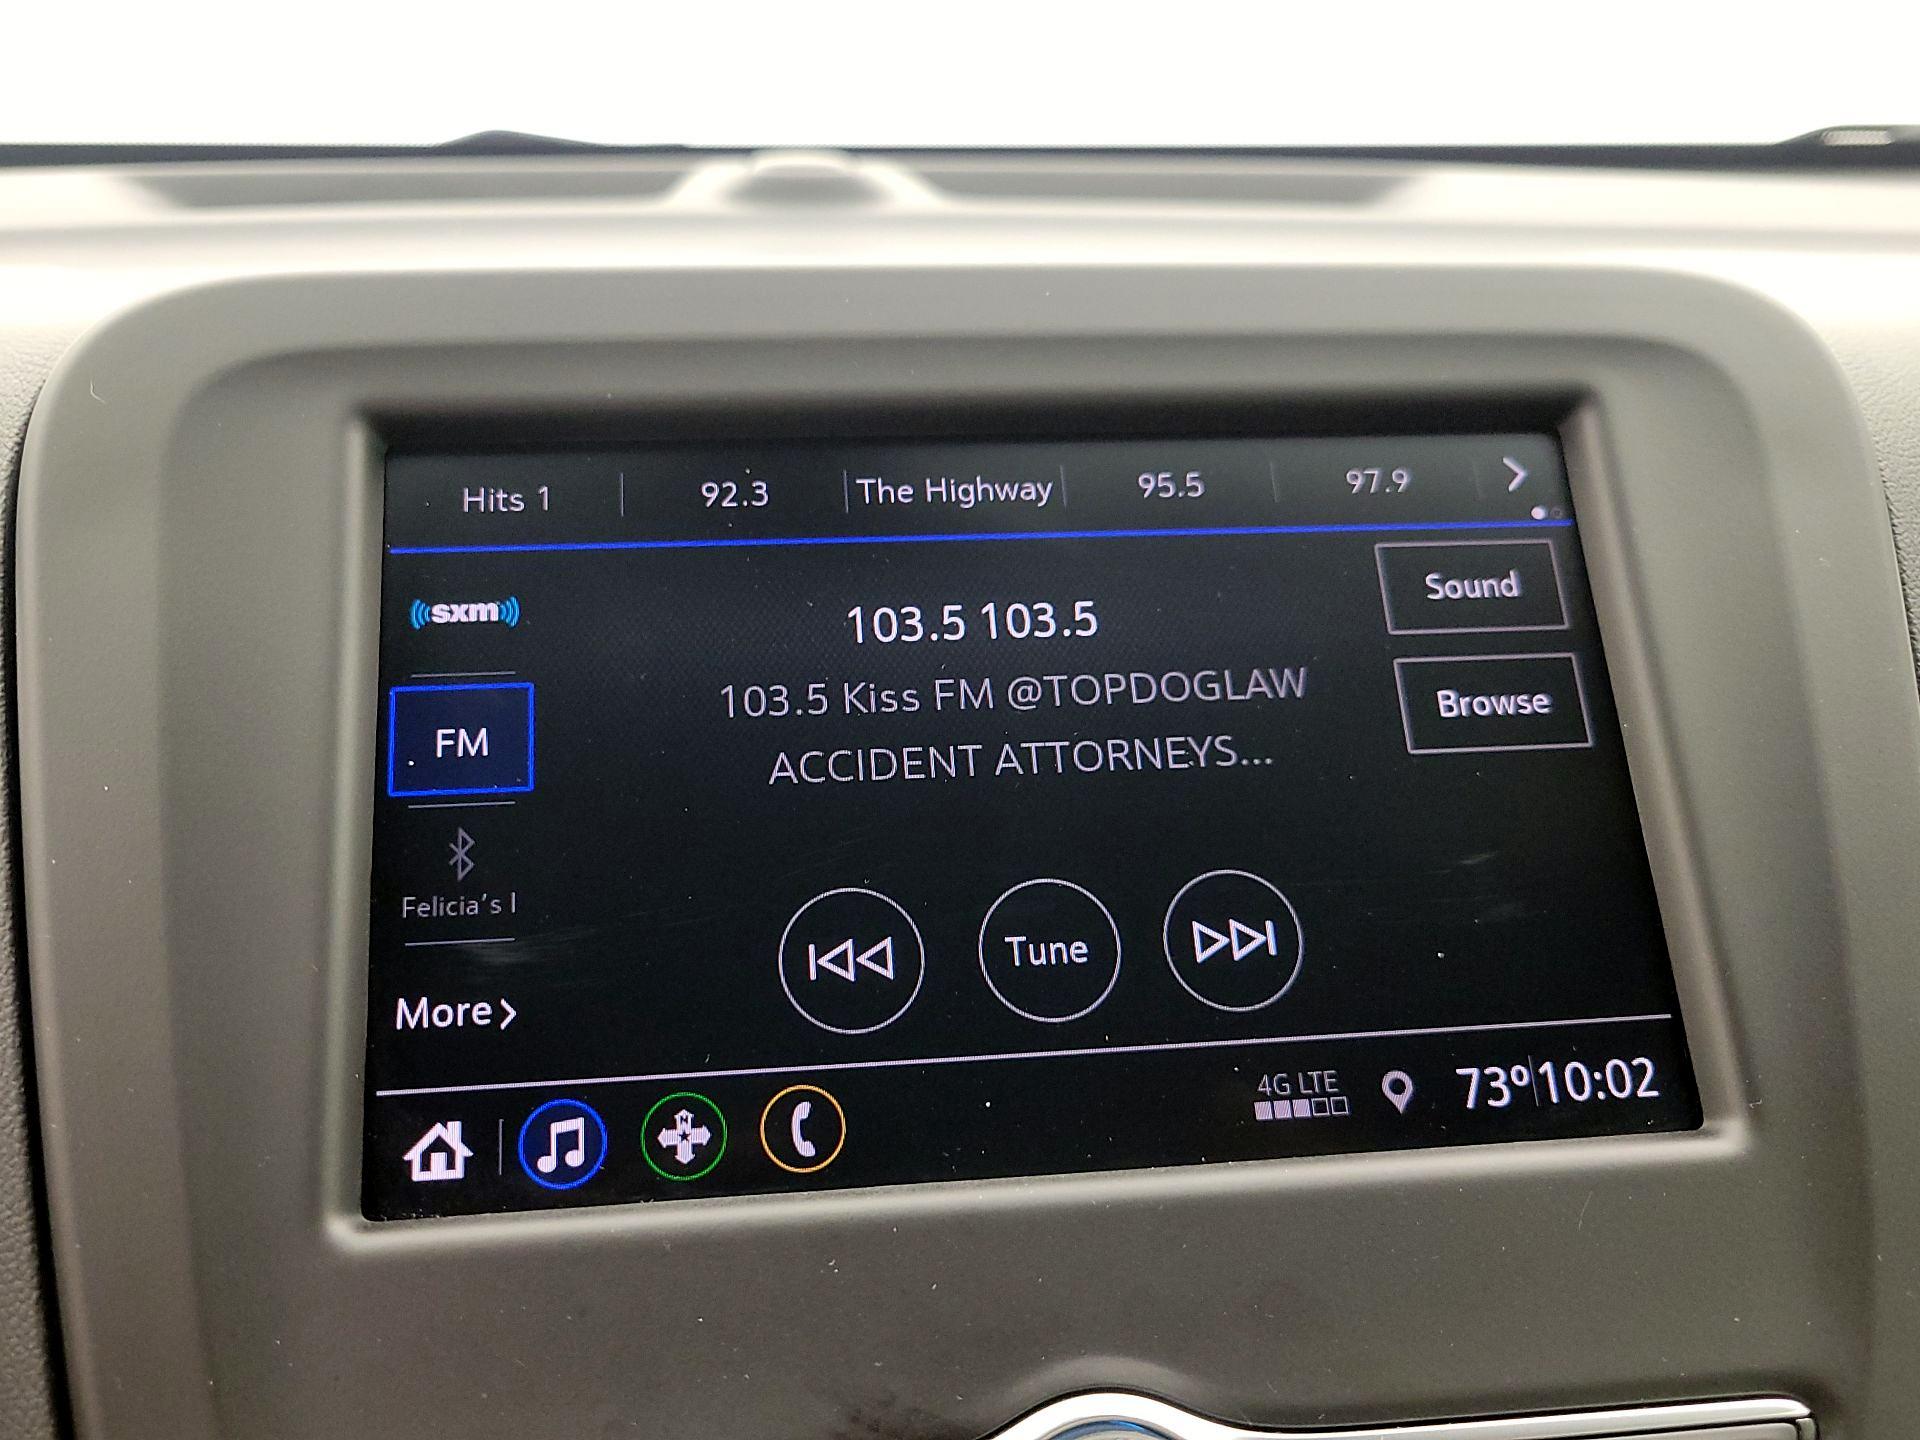 Hits 1 92.3 The Highway 95.5 97.9
sxm
Sound
103.5 103.5
103.5 Kiss FM @TOPDOGLAW
ACCIDENT ATTORNEYS...
Browse
FM
Felicia's I
Tune
More
4G LTE
73° 10:02
N